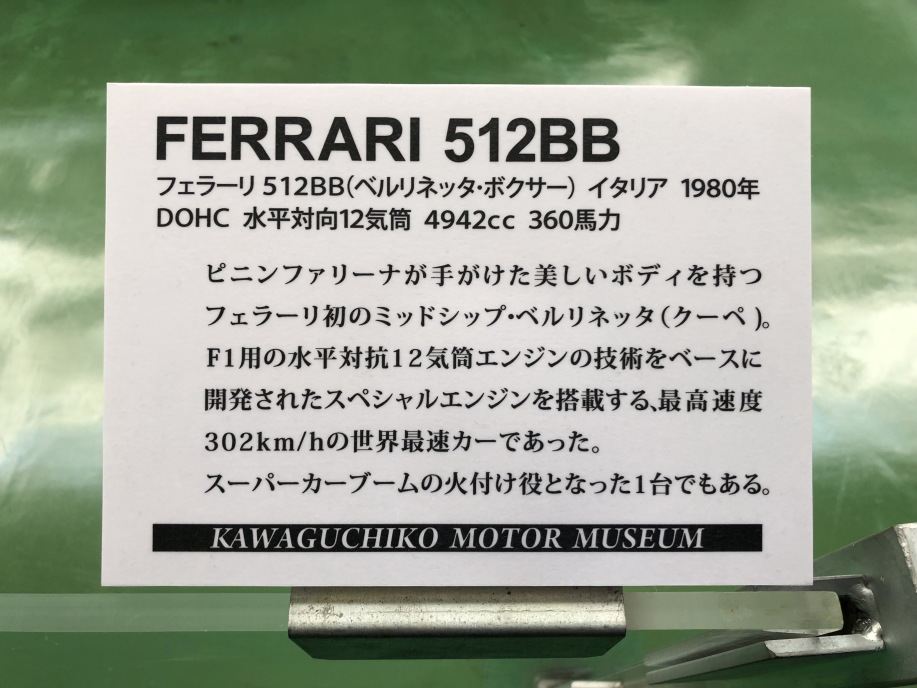 FERRARI 512BB
フェラーリ 512BB(ベルリネッタ・ボクサー) イタリア 1980年
DOHC 水平対向12気筒 4942cc 360馬力
ピニンファリーナが手がけた美しいボディを持つ
フェラーリ初のミッドシップ・ベルリネッタ(クーペ)。
F1用の水平対抗12気筒エンジンの技術をベースに
開発されたスペシャルエンジンを搭載する、最高速度
302km/hの世界最速カーであった。
スーパーカーブームの火付け役となった1台でもある。
KAWAGUCHIKO MOTOR MUSEUM